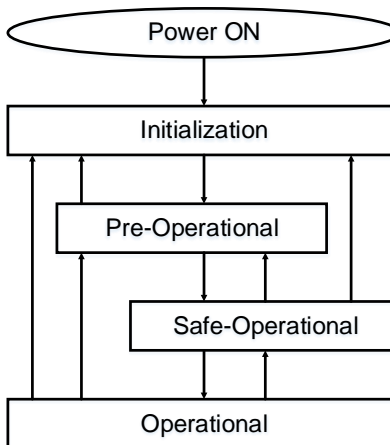 Power ON
Initialization
Pre-Operational
Safe-Operational
Operational